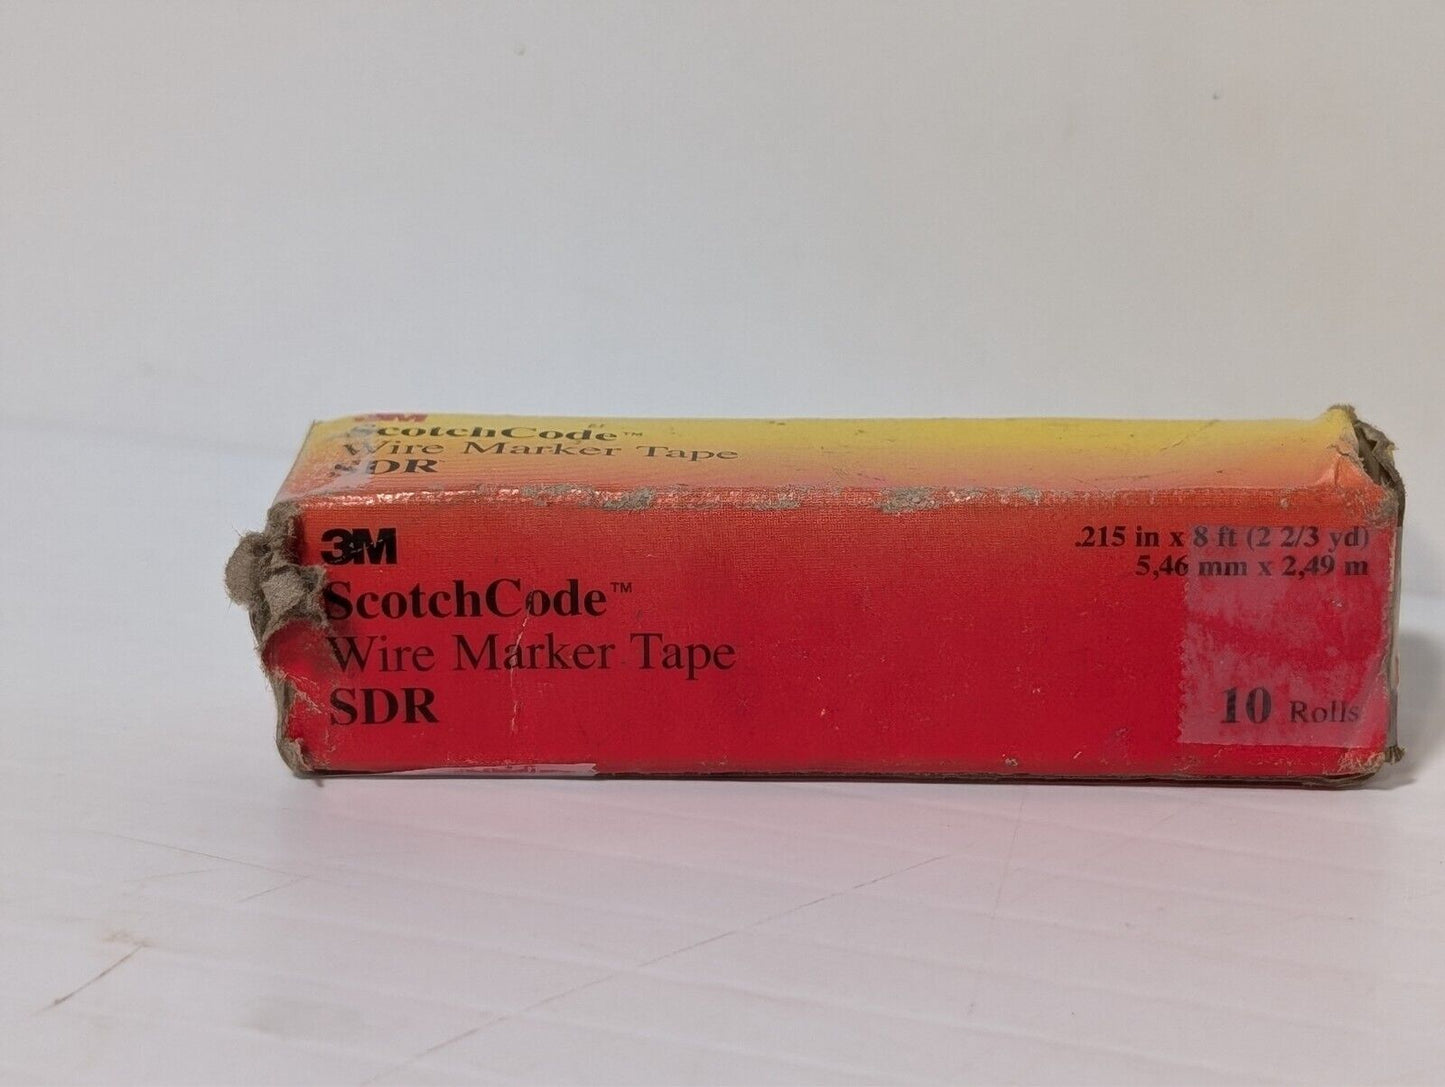 3M
ScotchCode™
Wire Marker Tape
SDR
3M
ScotchCode™
Wire Marker Tape
SDR
.215 in x 8 ft (2 2/3 yd)
5,46 mm x 2,49 m
10 Rolls